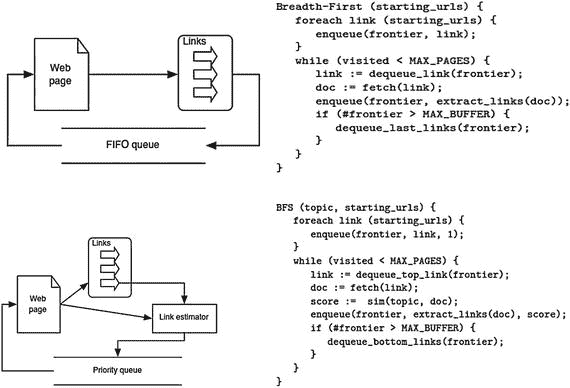 Web
page
Links
FIFO queue
Breadth-First (starting_urls) {
foreach link (starting_urls) {
enqueue(frontier, link);
}
while (visited < MAX_PAGES) {
link := dequeue_link(frontier);
doc := fetch(link);
enqueue(frontier, extract_links(doc));
if (#frontier > MAX_BUFFER) {
dequeue_last_links(frontier);
}
}
}
Links
Web
page
Link estimator
Priority queue
BFS (topic, starting_urls) {
foreach link (starting_urls) {
enqueue(frontier, link, 1);
}
while (visited < MAX_PAGES) {
link := dequeue_top_link(frontier);
doc := fetch(link);
score := sim(topic, doc);
enqueue(frontier, extract_links(doc), score);
if (#frontier > MAX_BUFFER) {
dequeue_bottom_links(frontier);
}
}
}